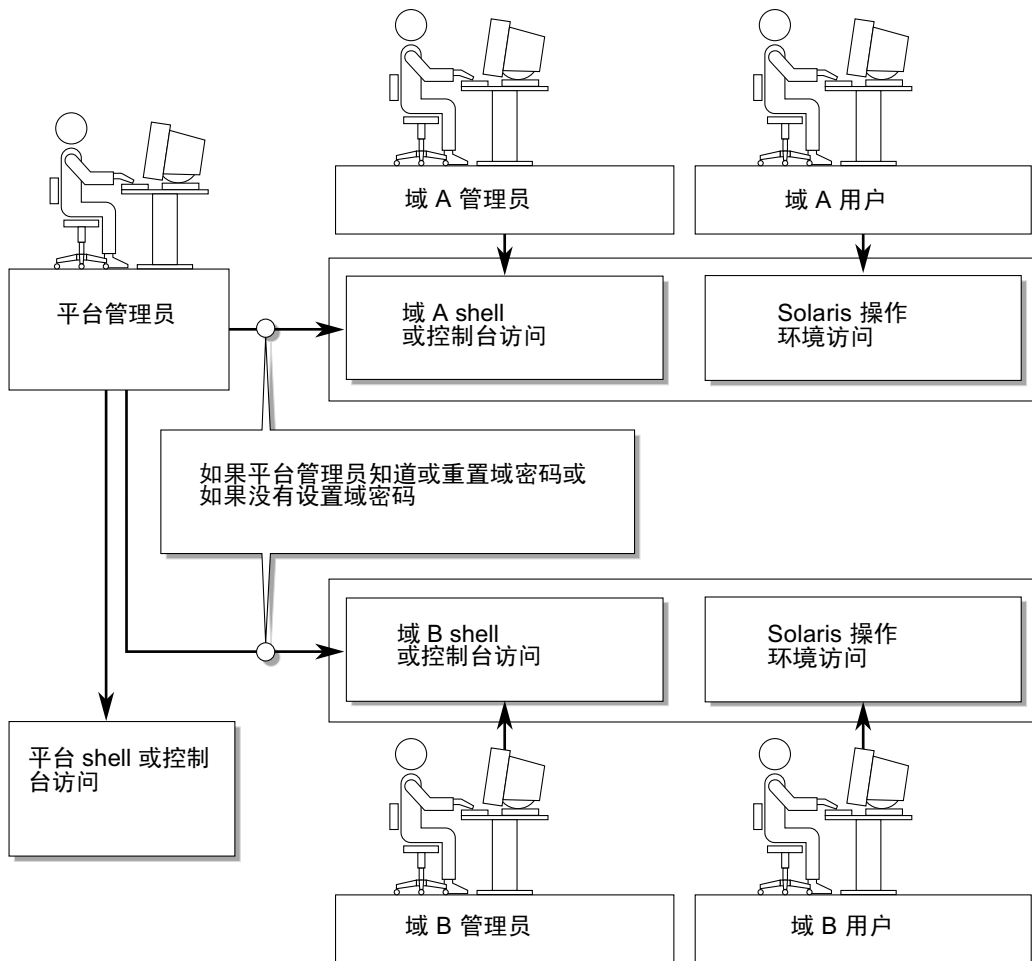 域 A 管理员
域 A 用户
平台管理员
域 A shell
或控制台访问
Solaris 操作
环境访问
如果平台管理员知道或重置域密码或
如果没有设置域密码
域 B shell
或控制台访问
Solaris 操作
环境访问
平台 shell 或控制
台访问
域 B 管理员
域 B 用户